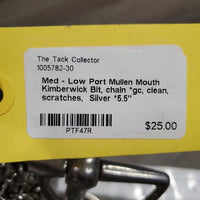 The Tack Collector
1005782-30
Med - Low Port Mullen Mouth
Kimberwick Bit, chain *gc, clean,
scratches, Silver *5.5"
PTF47R
$25.00